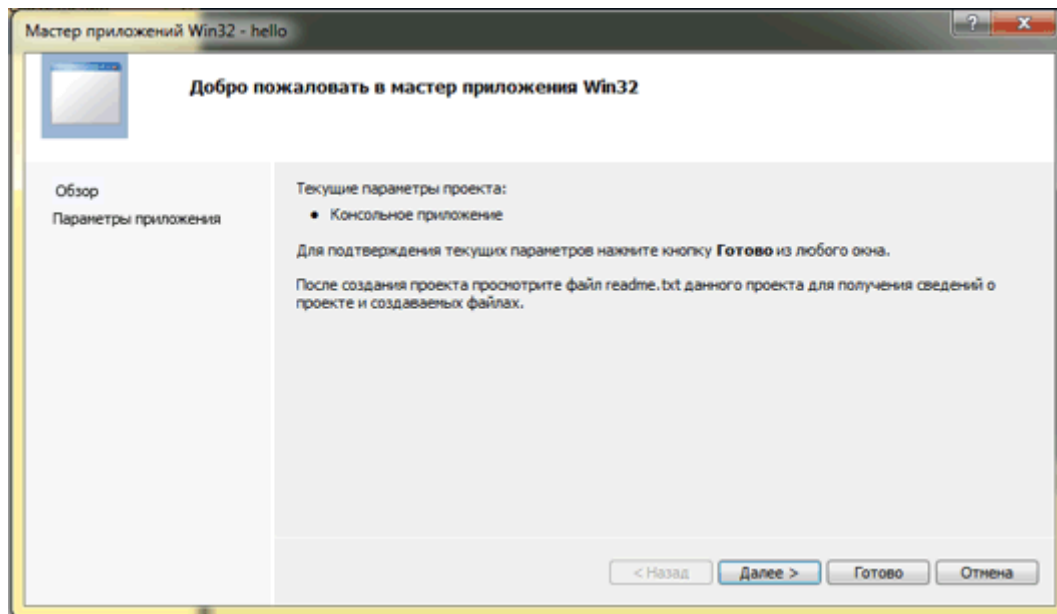 Мастер приложений Win32 - hello
Добро пожаловать в мастер приложения Win32
Обзор
Параметры приложения
Текущие параметры проекта:
• Консольное приложение
Для подтверждения текущих параметров нажмите кнопку Готово из любого окна.
После создания проекта просмотрите файл readme.txt данного проекта для получения сведений о
проекте и создаваемых файлах.
< Назад Далее > Готово Отмена